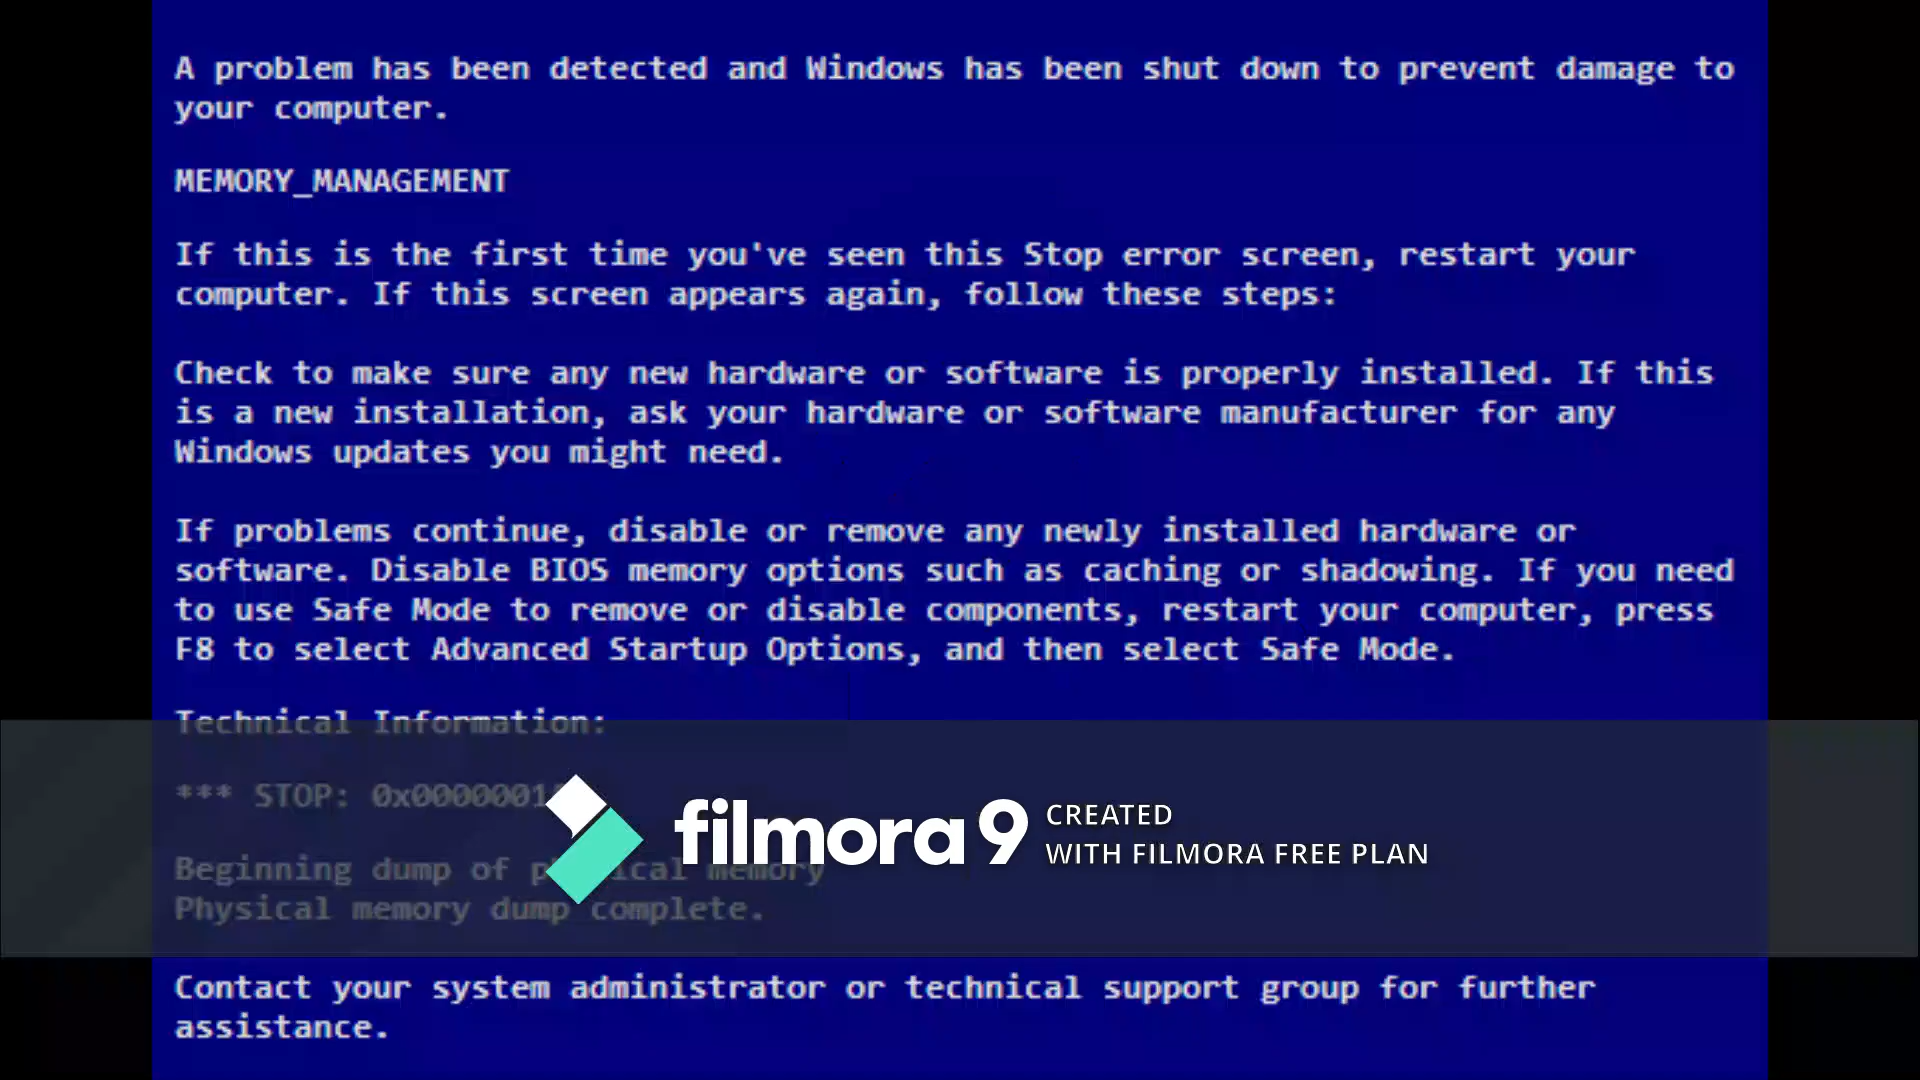 A problem has been detected and Windows has been shut down to prevent damage to
your computer.
MEMORY_MANAGEMENT
If this is the first time you've seen this Stop error screen, restart your
computer. If this screen appears again, follow these steps:
Check to make sure any new hardware or software is properly installed. If this
is a new installation, ask your hardware or software manufacturer for any
Windows updates you might need.
If problems continue, disable or remove any newly installed hardware or
software. Disable BIOS memory options such as caching or shadowing. If you need
to use Safe Mode to remove or disable components, restart your computer, press
F8 to select Advanced Startup Options, and then select Safe Mode.
Technical Information:
*** STOP:
filmora9 CREATED
WITH FILMORA FREE PLAN
Beginning dump of memory
Physical memory dump complete.
Contact your system administrator or technical support group for further
assistance.